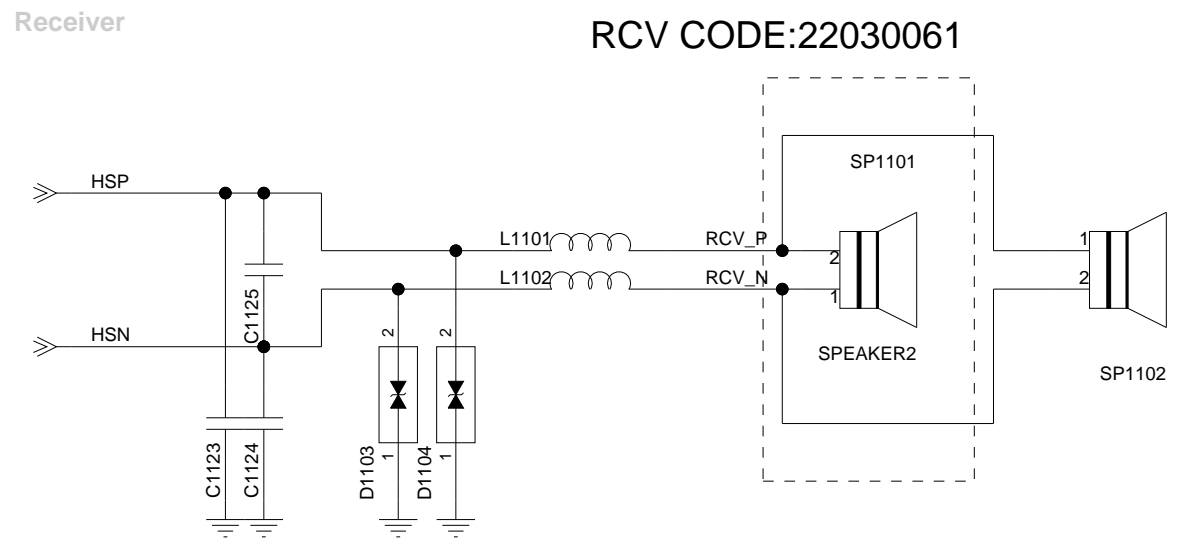 Receiver
RCV CODE:22030061
SP1101
HSP
L1101
RCV_P
2
1
L1102
RCV_N
1
2
C1125
HSN
2
2
SPEAKER2
SP1102
C1123
C1124
D1103
1
D1104
1